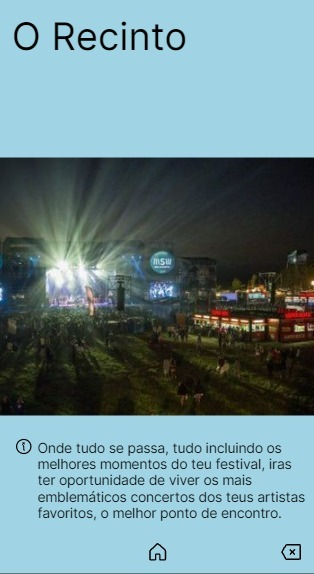 O Recinto
Onde tudo se passa, tudo incluindo os
melhores momentos do teu festival, iras
ter oportunidade de viver os mais
emblemáticos concertos dos teus artistas
favoritos, o melhor ponto de encontro.